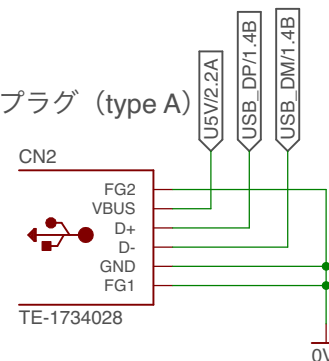 プラグ（type A）
U5V/2.2A
USB_DP/1.4B
USB_DM/1.4B
CN2
FG2
VBUS
D+
D-
GND
FG1
TE-1734028
0V